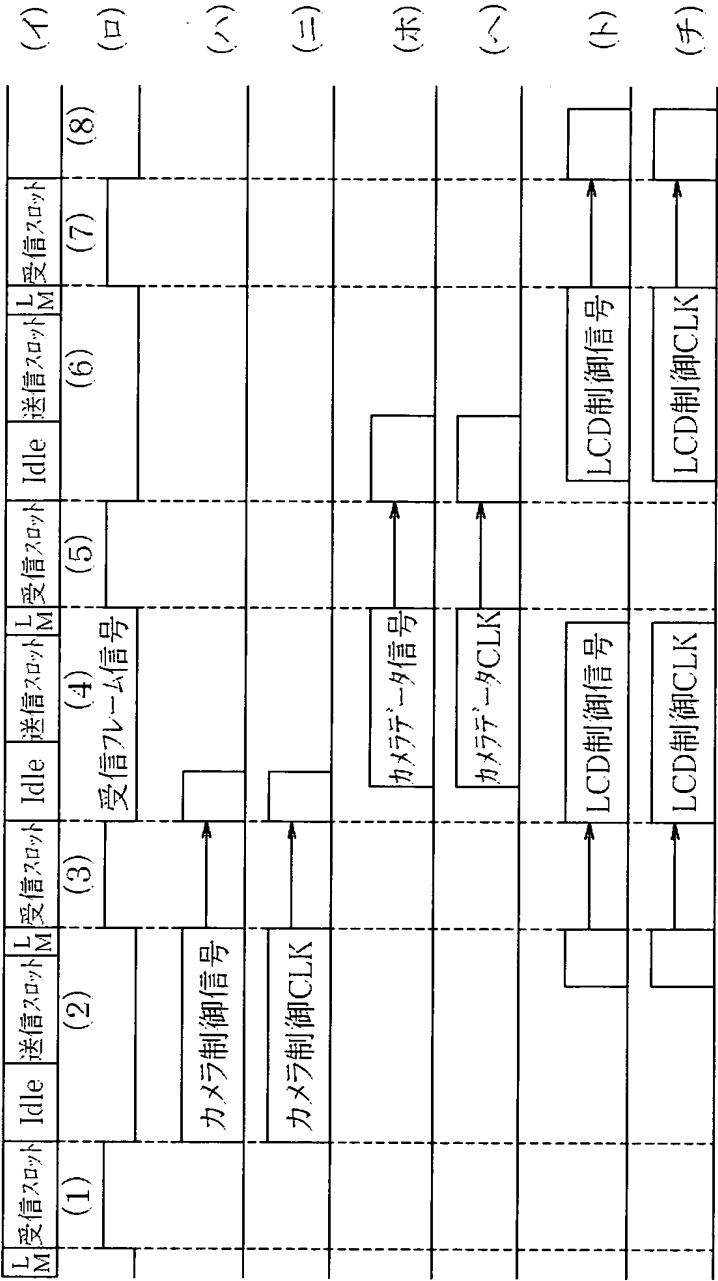 (イ)
LM 受信スロット Idle 送信スロット LM 受信スロット Idle 送信スロット LM 受信スロット Idle 送信スロット LM 受信スロット
(ロ)
(1) (2) (3) (4) (5) (6) (7) (8)
受信フレーム信号
(ハ)
カメラ制御信号
(ニ)
カメラ制御CLK
(ホ)
カメラデータ信号
(ヘ)
カメラデータCLK
(ト)
LCD制御信号 LCD制御信号
(チ)
LCD制御CLK LCD制御CLK